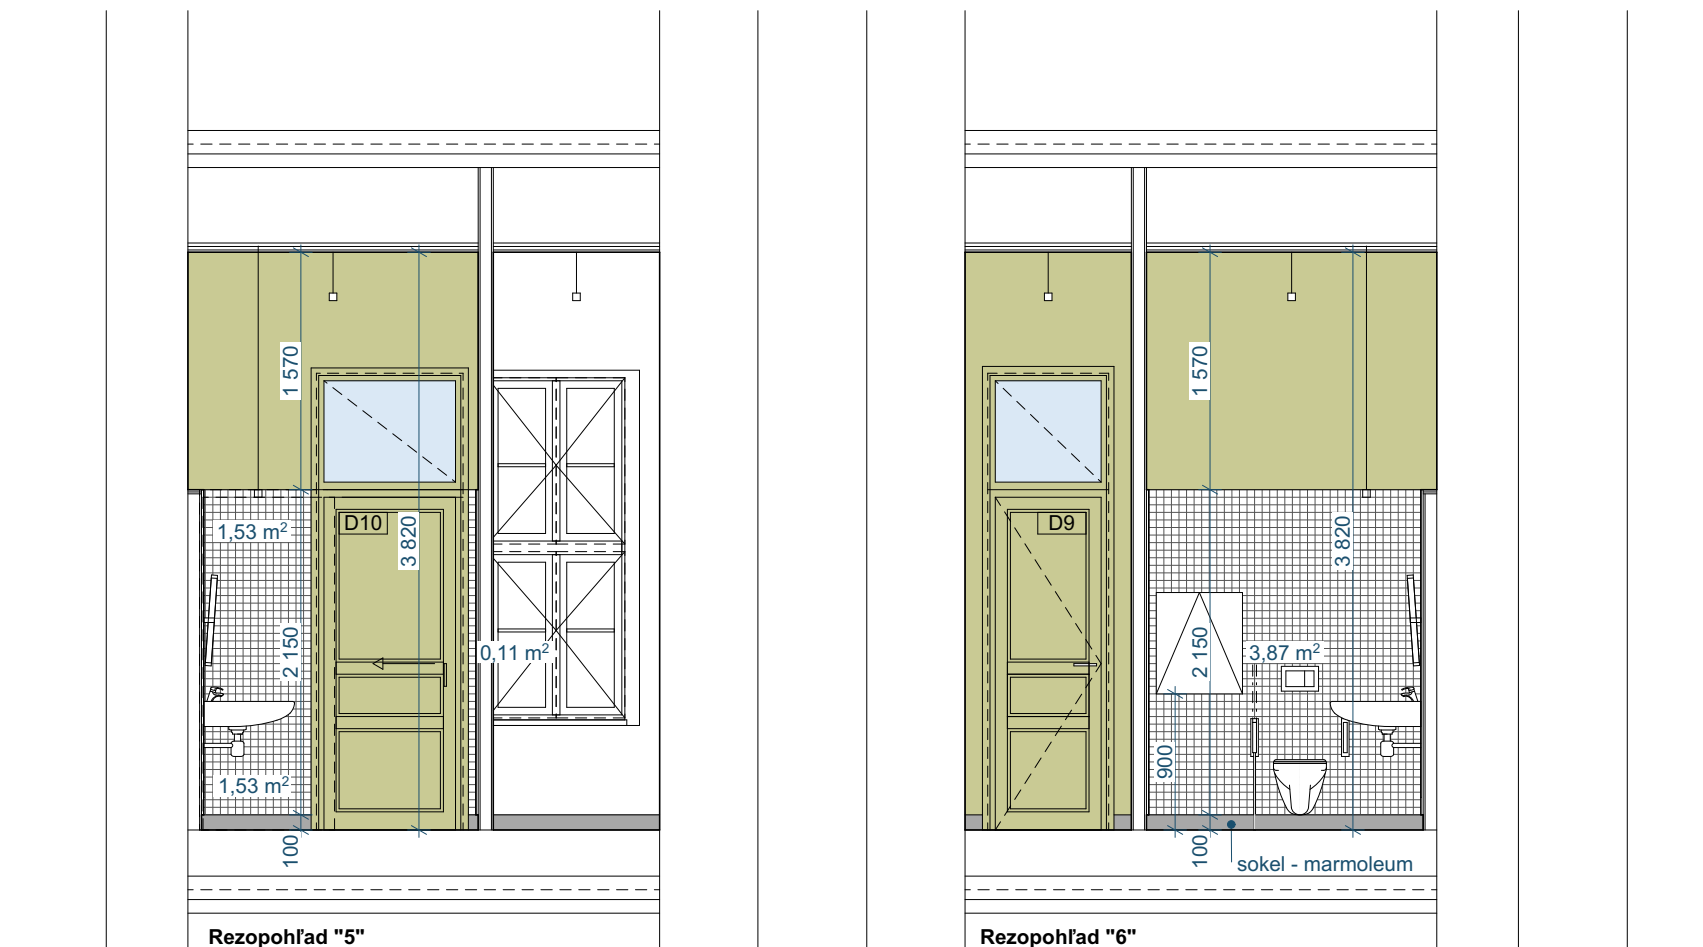 1 570
D10
3 820
1,53 m²
2 150
0,11 m²
1,53 m²
100
Rezopohľad "5"
1 570
D9
3 820
2 150
3,87 m²
900
100
sokel - marmoleum
Rezopohľad "6"